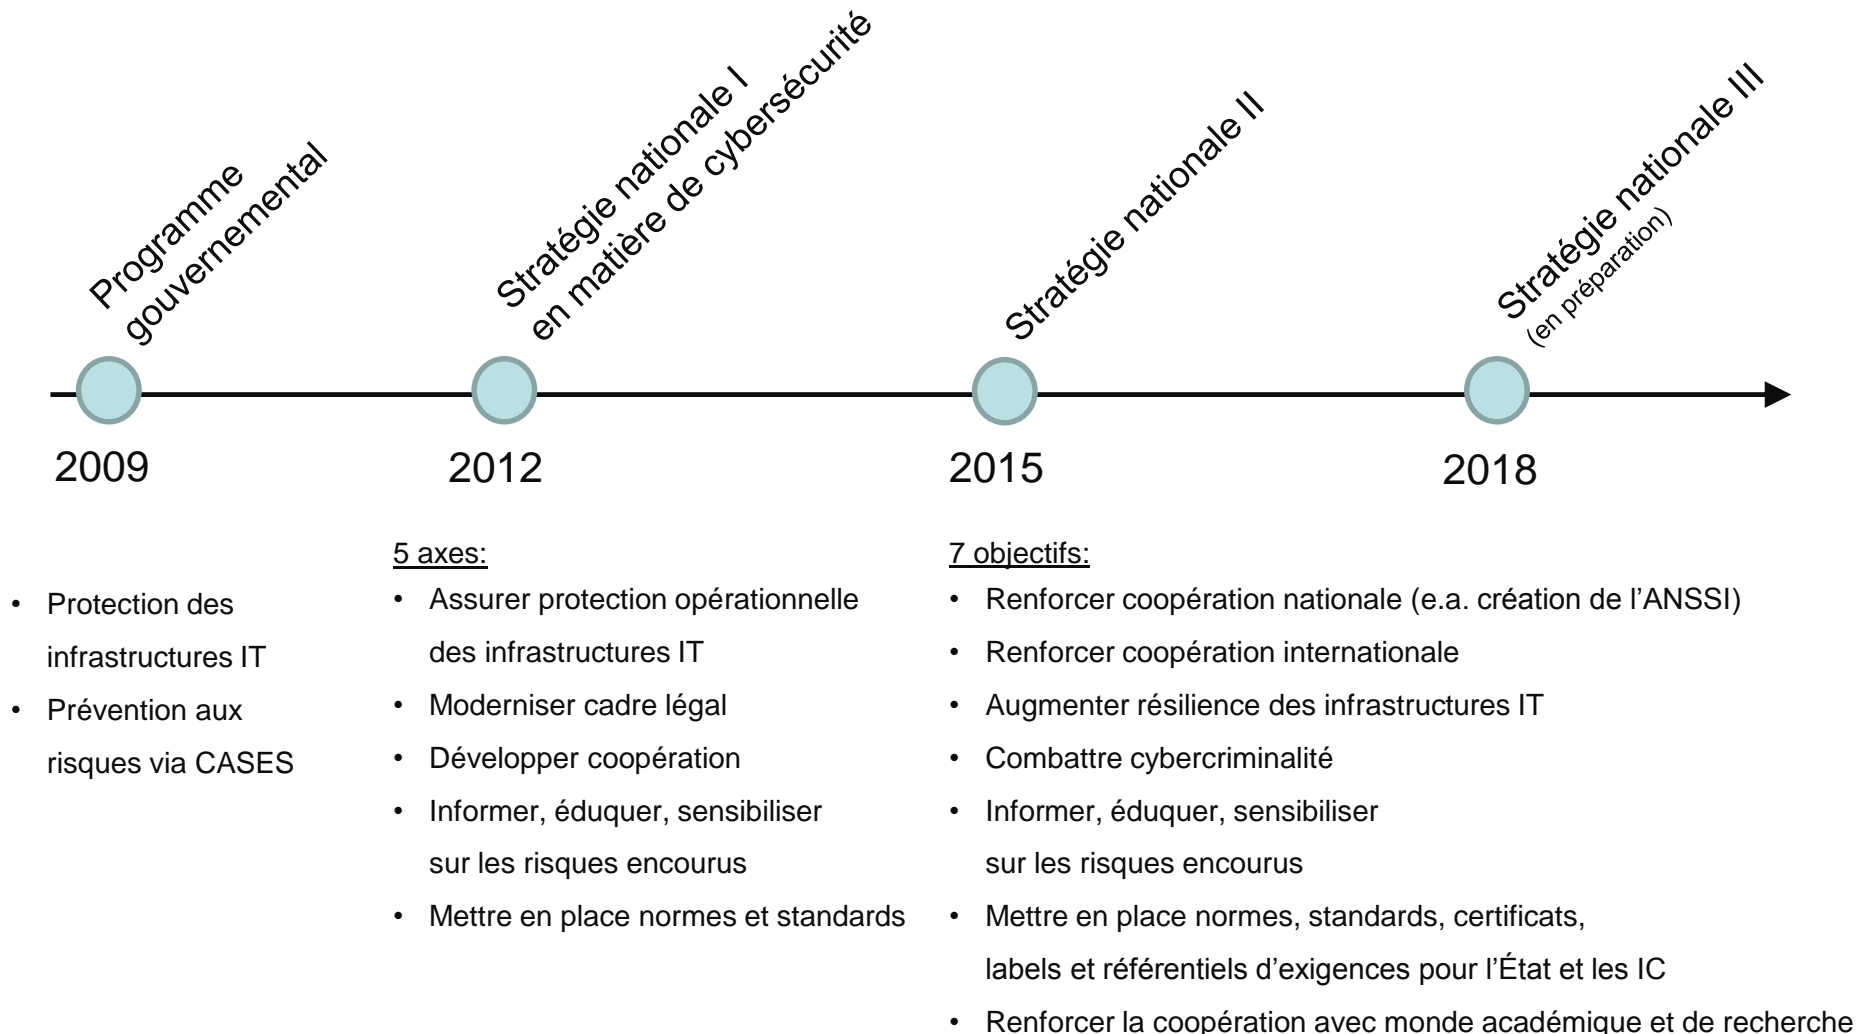 Programme
gouvernemental
Stratégie nationale I
en matière de cybersécurité
Stratégie nationale II
Stratégie nationale III
(en préparation)
2009
2012
2015
2018
• Protection des
infrastructures IT
• Prévention aux
risques via CASES
5 axes:
• Assurer protection opérationnelle
des infrastructures IT
• Moderniser cadre légal
• Développer coopération
• Informer, éduquer, sensibiliser
sur les risques encourus
• Mettre en place normes et standards
7 objectifs:
• Renforcer coopération nationale (e.a. création de l’ANSSI)
• Renforcer coopération internationale
• Augmenter résilience des infrastructures IT
• Combattre cybercriminalité
• Informer, éduquer, sensibiliser
sur les risques encourus
• Mettre en place normes, standards, certificats,
labels et référentiels d’exigences pour l’État et les IC
• Renforcer la coopération avec monde académique et de recherche